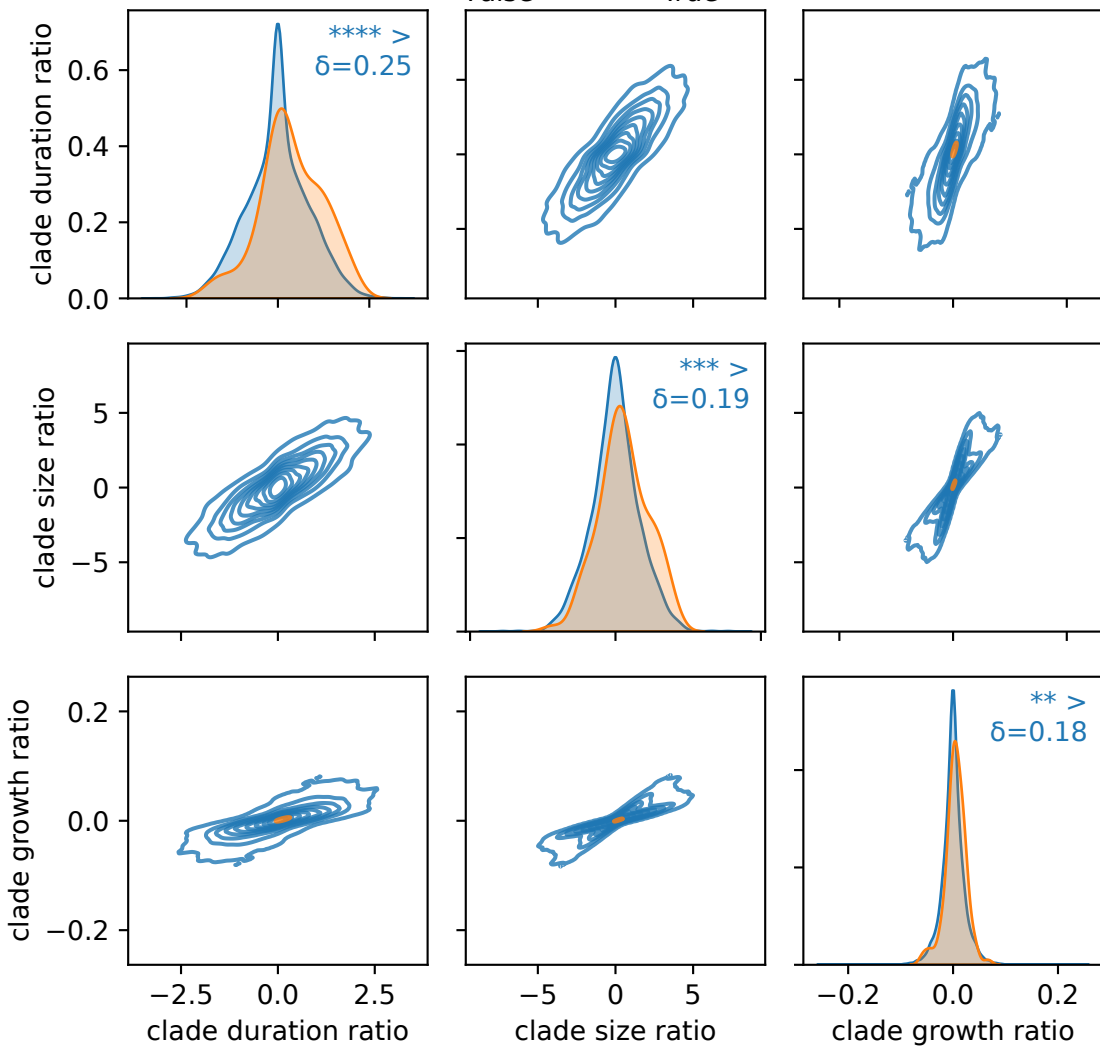 **** >
δ=0.25
clade duration ratio
0.6
0.4
0.2
0.0
*** >
δ=0.19
clade size ratio
5
0
−5
** >
δ=0.18
clade growth ratio
0.2
0.0
−0.2
−2.5 0.0 2.5
−5 0 5
−0.2 0.0 0.2
clade duration ratio
clade size ratio
clade growth ratio